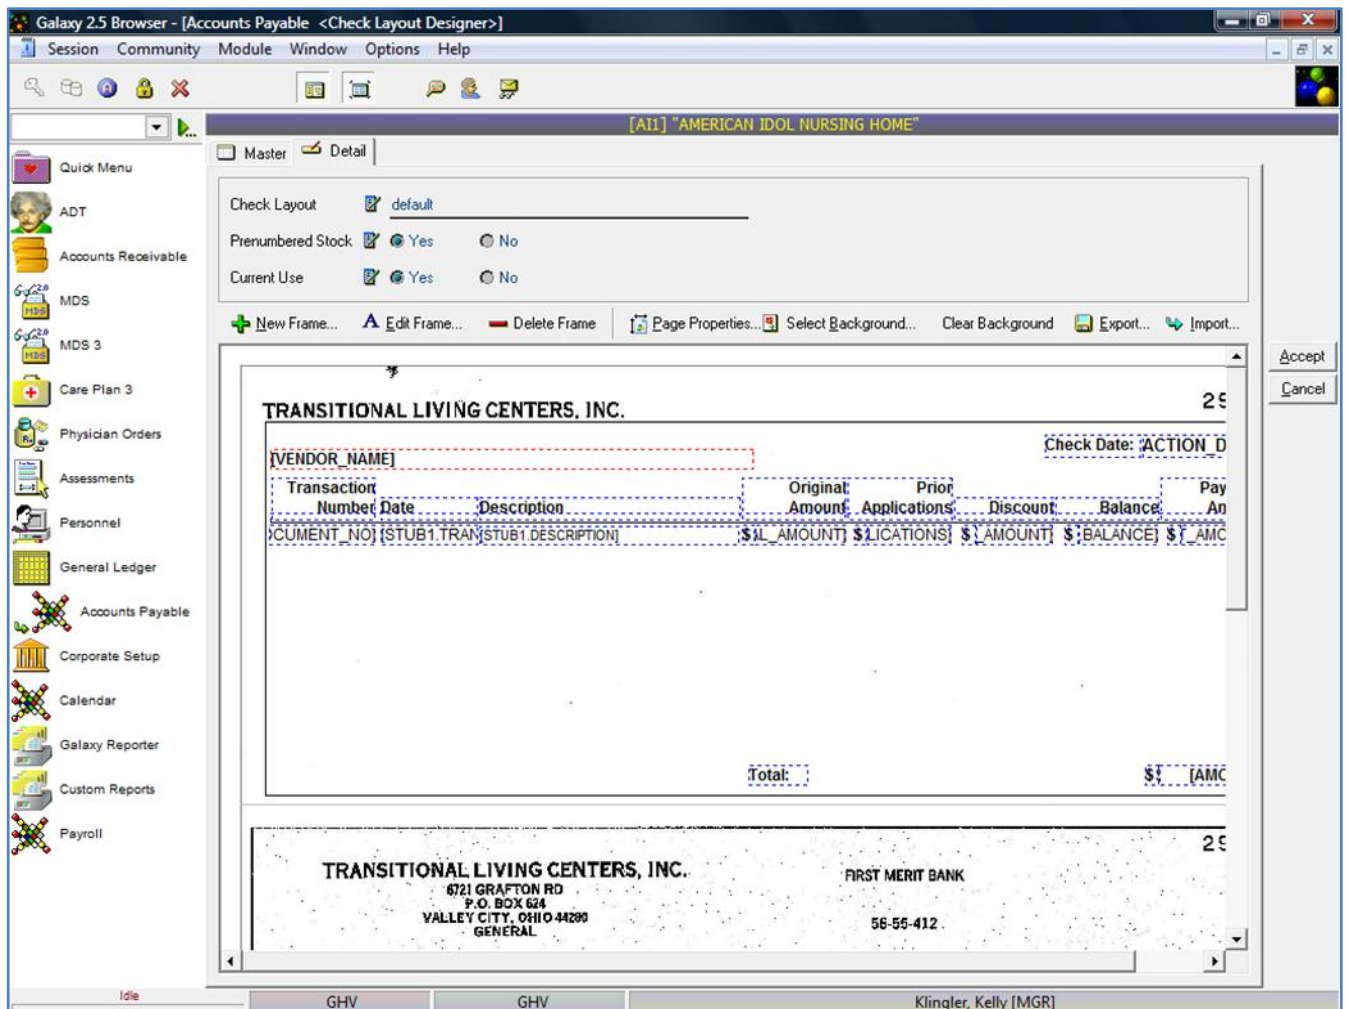 Galaxy 2.5 Browser - [Accounts Payable <Check Layout Designer>]
Session Community Module Window Options Help
[AI1] "AMERICAN IDOL NURSING HOME"
Master Detail
Quick Menu
ADT
Accounts Receivable
MDS
MDS 3
Care Plan 3
Physician Orders
Assessments
Personnel
General Ledger
Accounts Payable
Corporate Setup
Calendar
Galaxy Reporter
Custom Reports
Payroll
Check Layout default
Prenumbered Stock Yes No
Current Use Yes No
New Frame... A Edit Frame... Delete Frame Page Properties... Select Background... Clear Background Export... Import...
Accept
Cancel
TRANSITIONAL LIVING CENTERS, INC. 29
Check Date: ACTION_D
[VENDOR_NAME]
Transaction Original Prior Pay
Number Date Description Amount Applications Discount Balance An
CUMENT_NO] [STUB1.TRAN [STUB1.DESCRIPTION] $ L_AMOUNT] $ LICATIONS] $ _AMOUNT] $ BALANCE] $ [_AMO
Total: $ [AMO
29
TRANSITIONAL LIVING CENTERS, INC. FIRST MERIT BANK
6721 GRAFTON RD
P.O. BOX 624
VALLEY CITY, OHIO 44280 56-55-412
GENERAL
Idle GHV GHV Klingler, Kelly [MGR]